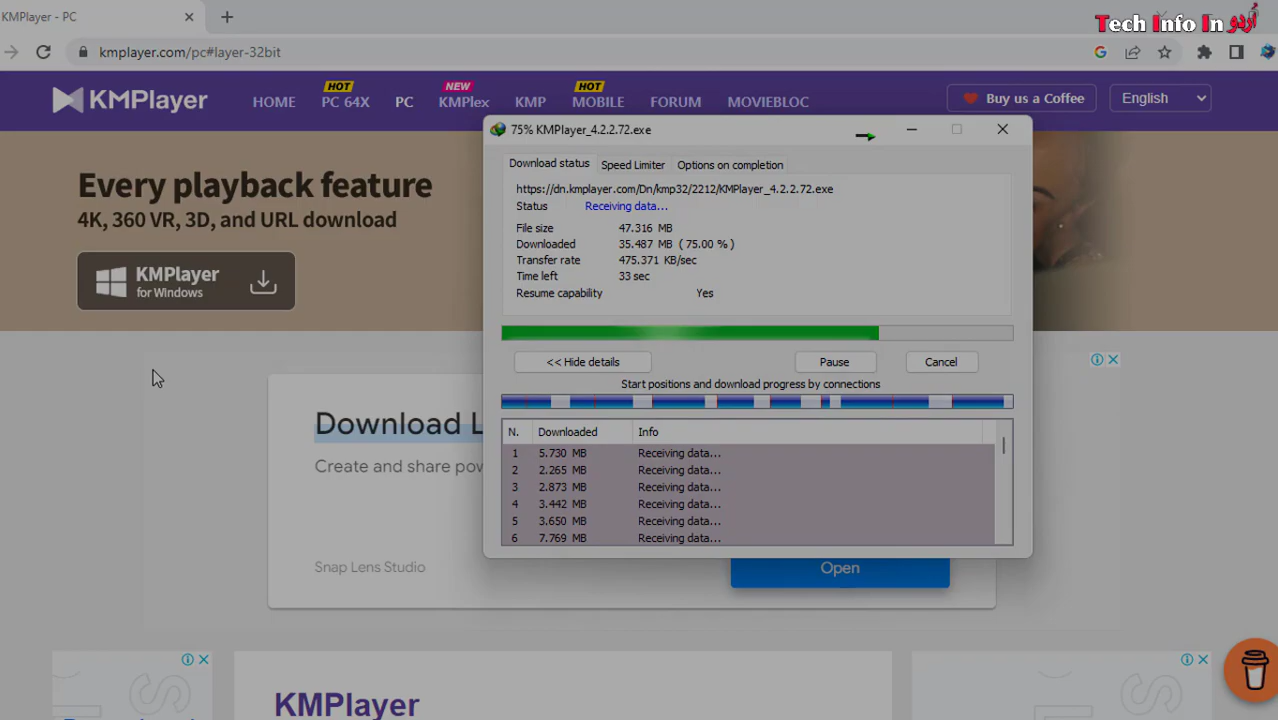 KMPlayer - PC
Tech Info In اُردُو
kmplayer.com/pc#layer-32bit
KMPlayer
HOME
HOT
PC 64X
PC
NEW
KMPlex
KMP
HOT
MOBILE
FORUM
MOVIEBLOC
Buy us a Coffee
English
Every playback feature
4K, 360 VR, 3D, and URL download
KMPlayer
for Windows
75% KMPlayer_4.2.2.72.exe
Download status
Speed Limiter
Options on completion
https://dn.kmplayer.com/Dn/kmp32/2212/KMPlayer_4.2.2.72.exe
Status Receiving data...
File size 47.316 MB
Downloaded 35.487 MB ( 75.00 % )
Transfer rate 475.371 KB/sec
Time left 33 sec
Resume capability Yes
<< Hide details
Pause
Cancel
Start positions and download progress by connections
N. Downloaded Info
1 5.730 MB Receiving data...
2 2.265 MB Receiving data...
3 2.873 MB Receiving data...
4 3.442 MB Receiving data...
5 3.650 MB Receiving data...
6 7.769 MB Receiving data...
Download L
Create and share pow
Snap Lens Studio
Open
KMPlayer